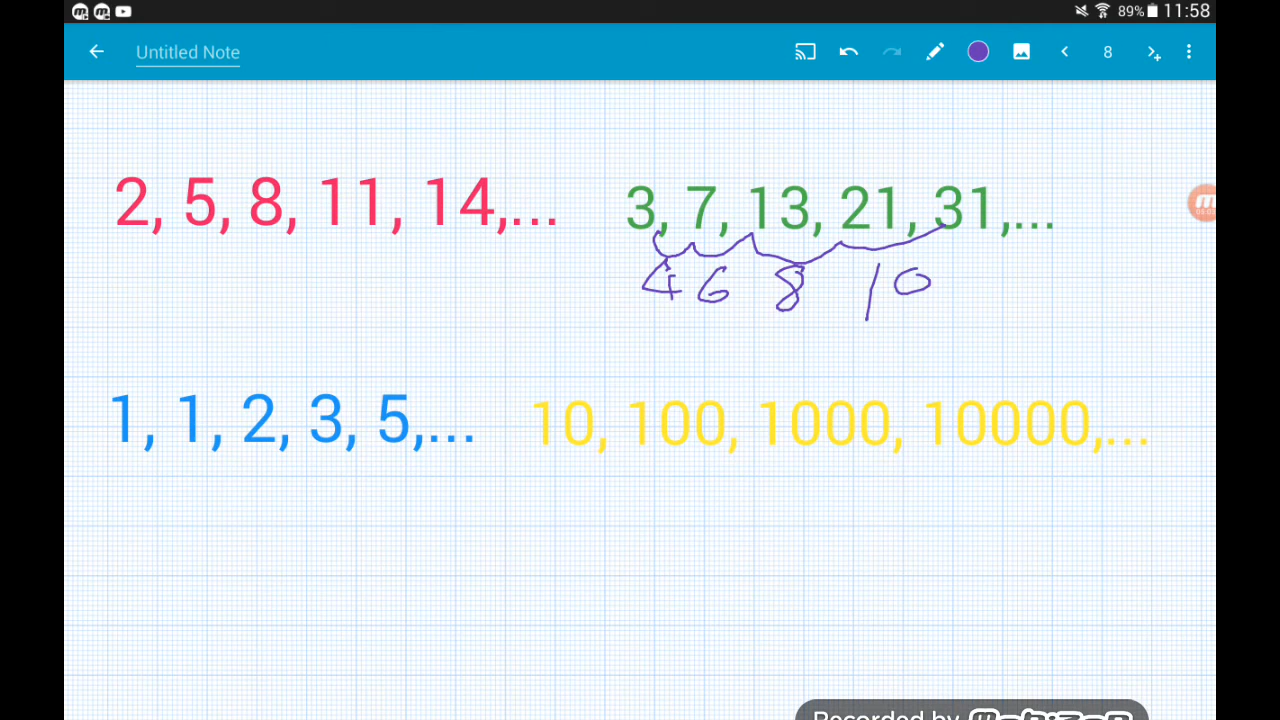 89% 11:58
Untitled Note
8
2, 5, 8, 11, 14,...
3, 7, 13, 21, 31,...
4 6 8 10
1, 1, 2, 3, 5,...
10, 100, 1000, 10000,...
Recorded by